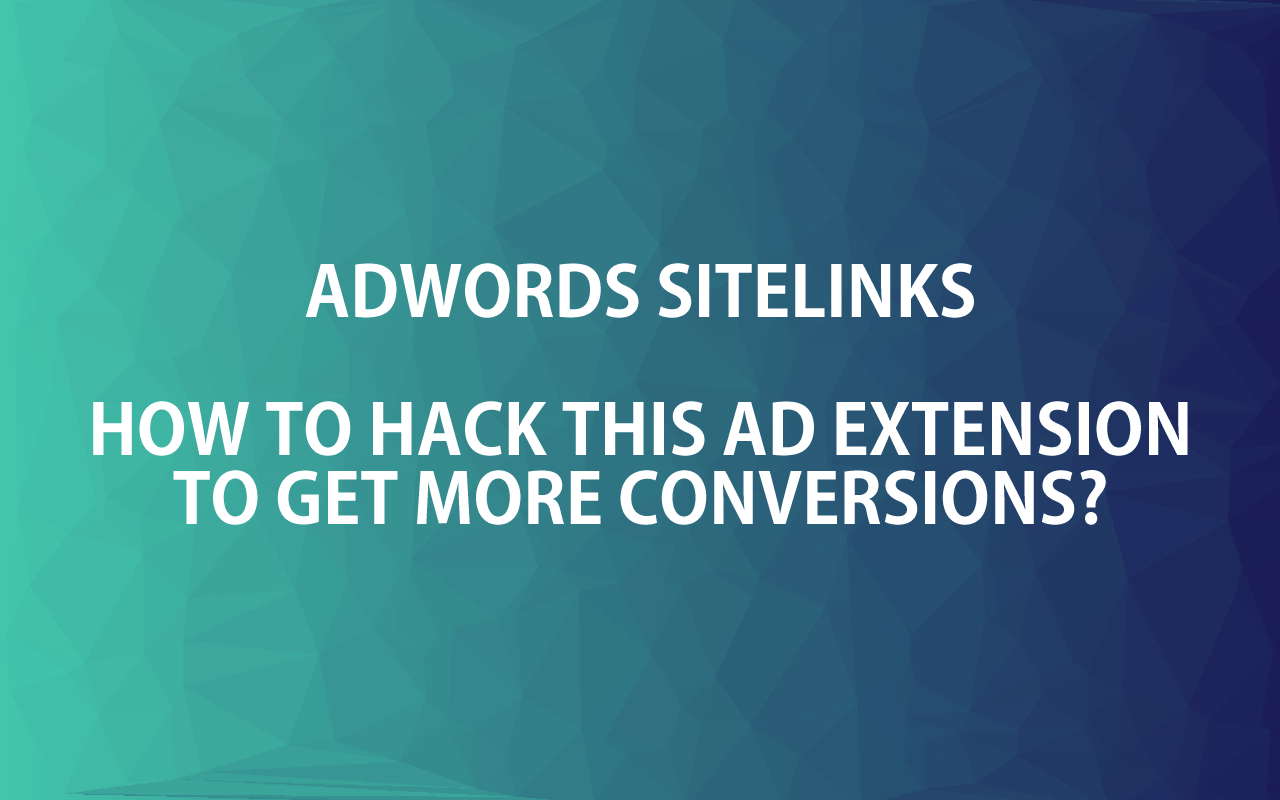 ADWORDS SITELINKS
HOW TO HACK THIS AD EXTENSION
TO GET MORE CONVERSIONS?